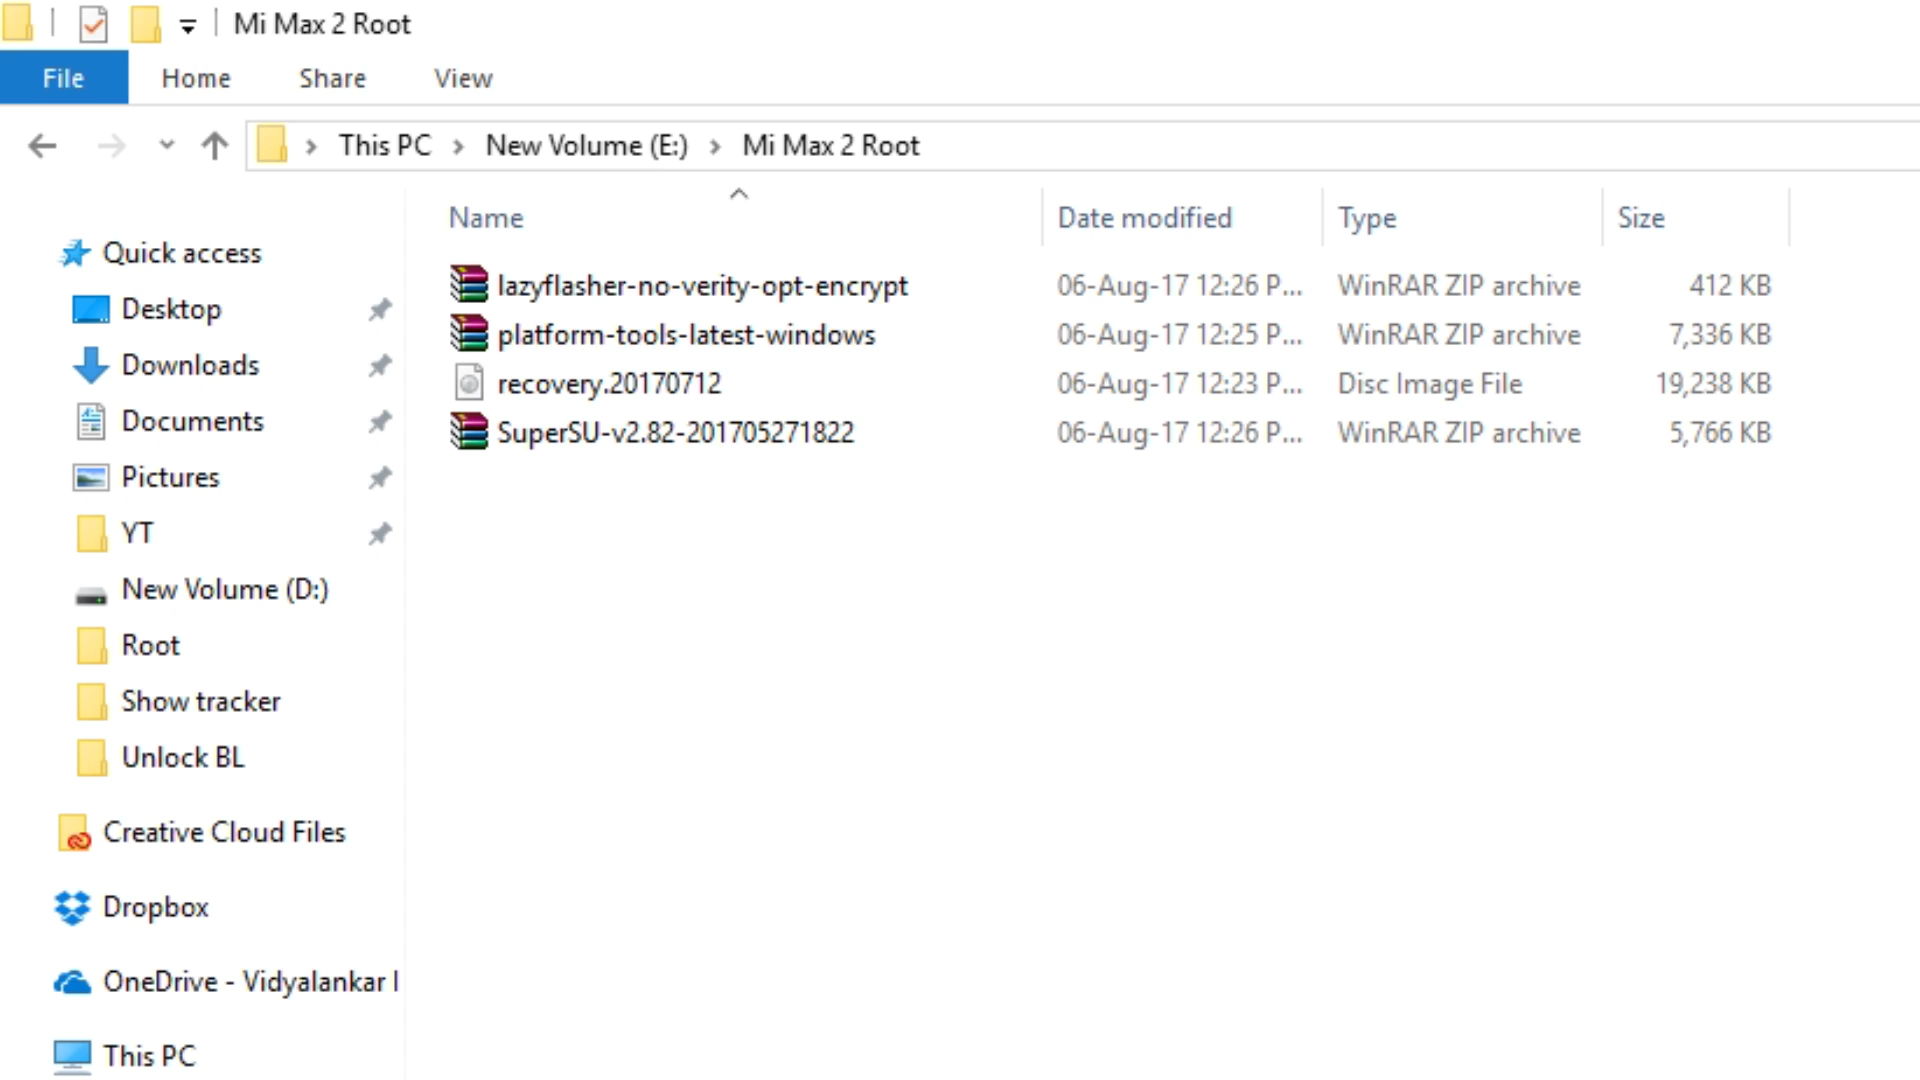 Mi Max 2 Root
File Home Share View
This PC New Volume (E:) Mi Max 2 Root
Name Date modified Type Size
lazyflasher-no-verity-opt-encrypt 06-Aug-17 12:26 P... WinRAR ZIP archive 412 KB
platform-tools-latest-windows 06-Aug-17 12:25 P... WinRAR ZIP archive 7,336 KB
recovery.20170712 06-Aug-17 12:23 P... Disc Image File 19,238 KB
SuperSU-v2.82-201705271822 06-Aug-17 12:26 P... WinRAR ZIP archive 5,766 KB
Quick access
Desktop
Downloads
Documents
Pictures
YT
New Volume (D:)
Root
Show tracker
Unlock BL
Creative Cloud Files
Dropbox
OneDrive - Vidyalankar I
This PC